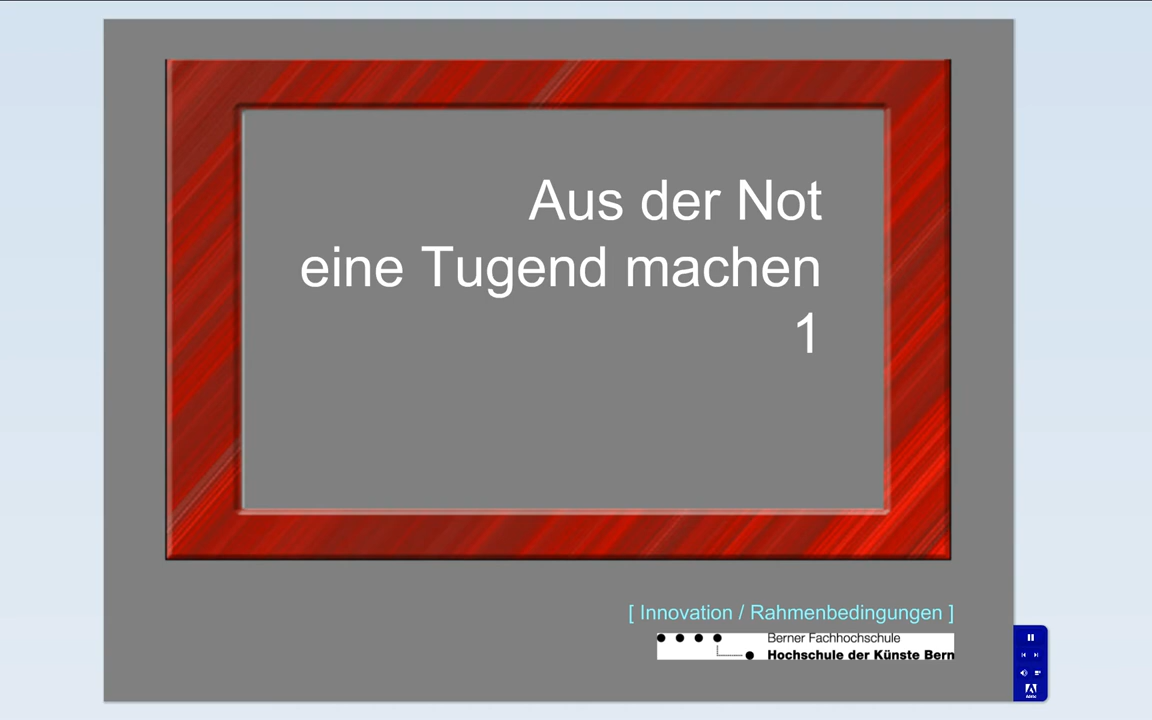 Aus der Not
eine Tugend machen
1
[ Innovation / Rahmenbedingungen ]
Berner Fachhochschule
Hochschule der Künste Bern